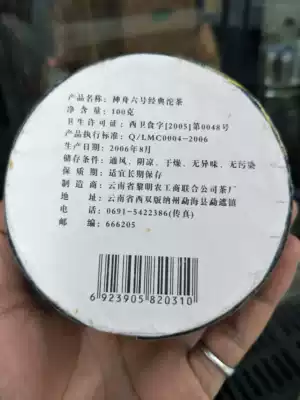 产品名称：神舟六号经典沱茶
净 含 量：100克
卫生许可证：西卫食字[2005]第0048号
产品执行标准：Q/LMC0004-2006
生产日期：2006年8月
储存条件：通风、阴凉、干燥、无异味、无污染
保 质 期：适宜长期保存
制 造 商：云南省黎明农工商联合公司茶厂
地 址：云南省西双版纳州勐海县勐遮镇
电 话：0691-5422386(传真)
邮 编：666205
6923905820310